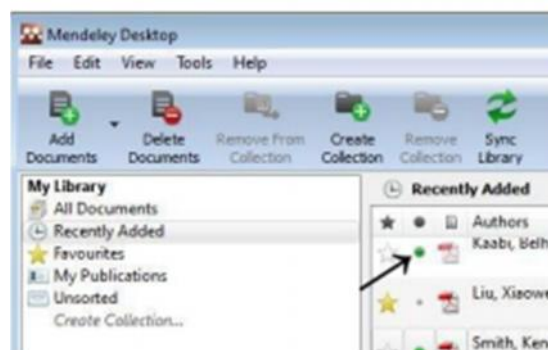 Mendeley Desktop
File Edit View Tools Help
Add Documents
Delete Documents
Remove From Collection
Create Collection
Remove Collection
Sync Library
My Library
All Documents
Recently Added
Favourites
My Publications
Unsorted
Create Collection...
Recently Added
Authors
Kaabi, Belh
Liu, Xiaowe
Smith, Ken